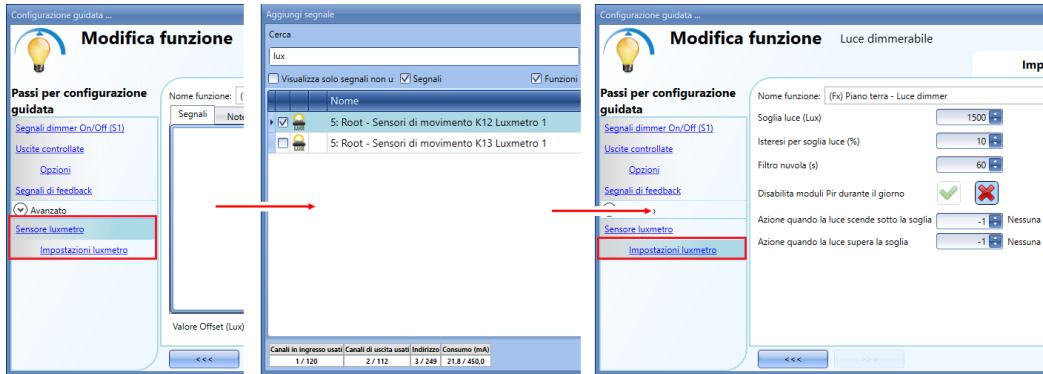 Configurazione guidata ...
Modifica funzione
Passi per configurazione
guidata
Segnali dimmer On/Off (S1)
Uscite controllate
Opzioni
Segnali di feedback
Avanzato
Sensore luxmetro
Impostazioni luxmetro
Nome funzione: (
Segnali Note
Valore Offset (Lux)
<<<
Aggiungi segnale
Cerca
lux
Visualizza solo segnali non u Segnali Funzioni
Nome
5: Root - Sensori di movimento K12 Luxmetro 1
5: Root - Sensori di movimento K13 Luxmetro 1
Canali in ingresso usati Canali di uscita usati Indirizzo Consumo (mA)
1 / 120 2 / 112 3 / 249 21,8 / 450,0
Configurazione guidata ...
Modifica funzione Luce dimmerabile
Imp
Passi per configurazione
guidata
Segnali dimmer On/Off (S1)
Uscite controllate
Opzioni
Segnali di feedback
Sensore luxmetro
Impostazioni luxmetro
Nome funzione: (Fx) Piano terra - Luce dimmer
Soglia luce (Lux) 1500
Isteresi per soglia luce (%) 10
Filtro nuvola (s) 60
Disabilita moduli Pir durante il giorno
Azione quando la luce scende sotto la soglia -1 Nessuna
Azione quando la luce supera la soglia -1 Nessuna
<<< >>>